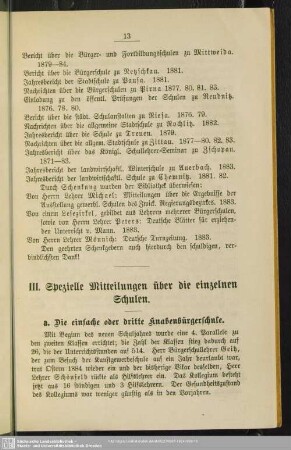 13
Bericht über die Bürger- und Fortbildungsschulen zu Mittweida.
1879—84.
Bericht über die Bürgerschule zu Netzschkau. 1881.
Jahresbericht der Stadtschule zu Pausa. 1881.
Nachrichten über die Bürgerschulen zu Pirna 1877. 80. 81. 83.
Einladung zu den öffentl. Prüfungen der Schulen zu Reudnitz.
1876. 78. 80.
Bericht über die städt. Schulanstalten zu Riesa. 1876. 79.
Nachrichten über die allgemeine Stadtschule zu Rochlitz. 1882.
Jahresbericht über die Schule zu Treuen. 1879.
Nachrichten über die allgem. Stadtschule zu Zittau. 1877—80. 82. 83.
Jahresbericht über das Königl. Schullehrer-Seminar zu Zschopau.
1871—83.
Jahresbericht der landwirtschaftl. Winterschule zu Auerbach. 1883.
Jahresbericht der landwirtschaftl. Schule zu Chemnitz. 1881. 82.
Durch Schenkung wurden der Bibliothek überwiesen:
Von Herrn Lehrer Michael: Mitteilungen über die Ergebnisse der
Ausstellung gewerbl. Schulen des Zwick. Regierungsbezirkes. 1883.
Von einem Lesezirkel, gebildet aus Lehrern mehrerer Bürgerschulen,
sowie von Herrn Lehrer Peters: Deutsche Blätter für erziehen-
den Unterricht v. Mann. 1883.
Von Herrn Lehrer Männich: Deutsche Turnzeitung. 1883.
Den geehrten Schenkgebern auch hierdurch den schuldigen, ver-
bindlichsten Dank!
III. Spezielle Mitteilungen über die einzelnen
Schulen.
a. Die einfache oder dritte Knabenbürgerschule.
Mit Beginn des neuen Schuljahres wurde eine 4. Parallele zu
den zweiten Klassen errichtet; die Zahl der Klassen stieg dadurch auf
26, die der Unterrichtsstunden auf 514. Herr Bürgerschullehrer
der zum Besuch der Kunstgewerbeschule auf ein Jahr beurlaubt war,
trat Ostern 1884 wieder ein und der bisherige Vikar desselben, Herr
Lehrer Schönfeld rückte als Hilfslehrer ein. Das Kollegium besteht
jetzt aus 16 ständigen und 3 Hilfslehrern. Der Gesundheitszustand
des Kollegiums war weniger günstig als in den Vorjahren.